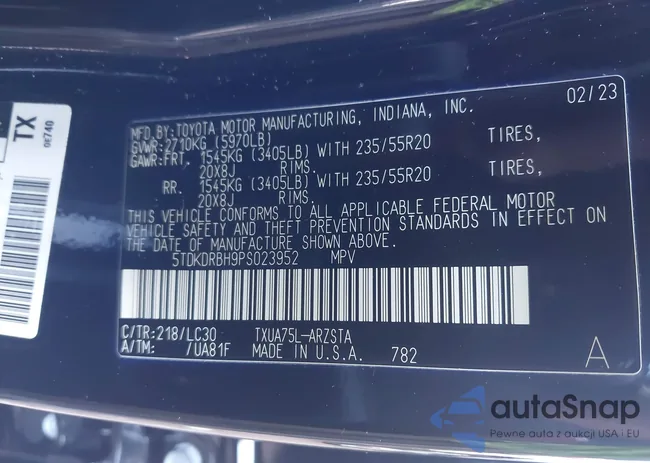 TX
0E740
02/23
MFD.BY:TOYOTA MOTOR MANUFACTURING, INDIANA, INC.
GVWR:2710KG (5970LB)
GAWR:FRT. 1545KG (3405LB) WITH 235/55R20 TIRES,
20X8J RIMS.
RR. 1545KG (3405LB) WITH 235/55R20 TIRES,
20X8J RIMS.
THIS VEHICLE CONFORMS TO ALL APPLICABLE FEDERAL MOTOR
VEHICLE SAFETY AND THEFT PREVENTION STANDARDS IN EFFECT ON
THE DATE OF MANUFACTURE SHOWN ABOVE.
5TDKDRBH9PS023952 MPV
C/TR:218/LC30 TXUA75L-ARZSTA
A/TM: /UA81F MADE IN U.S.A. 782 A
autaSnap
Pewne auta z aukcji USA i EU